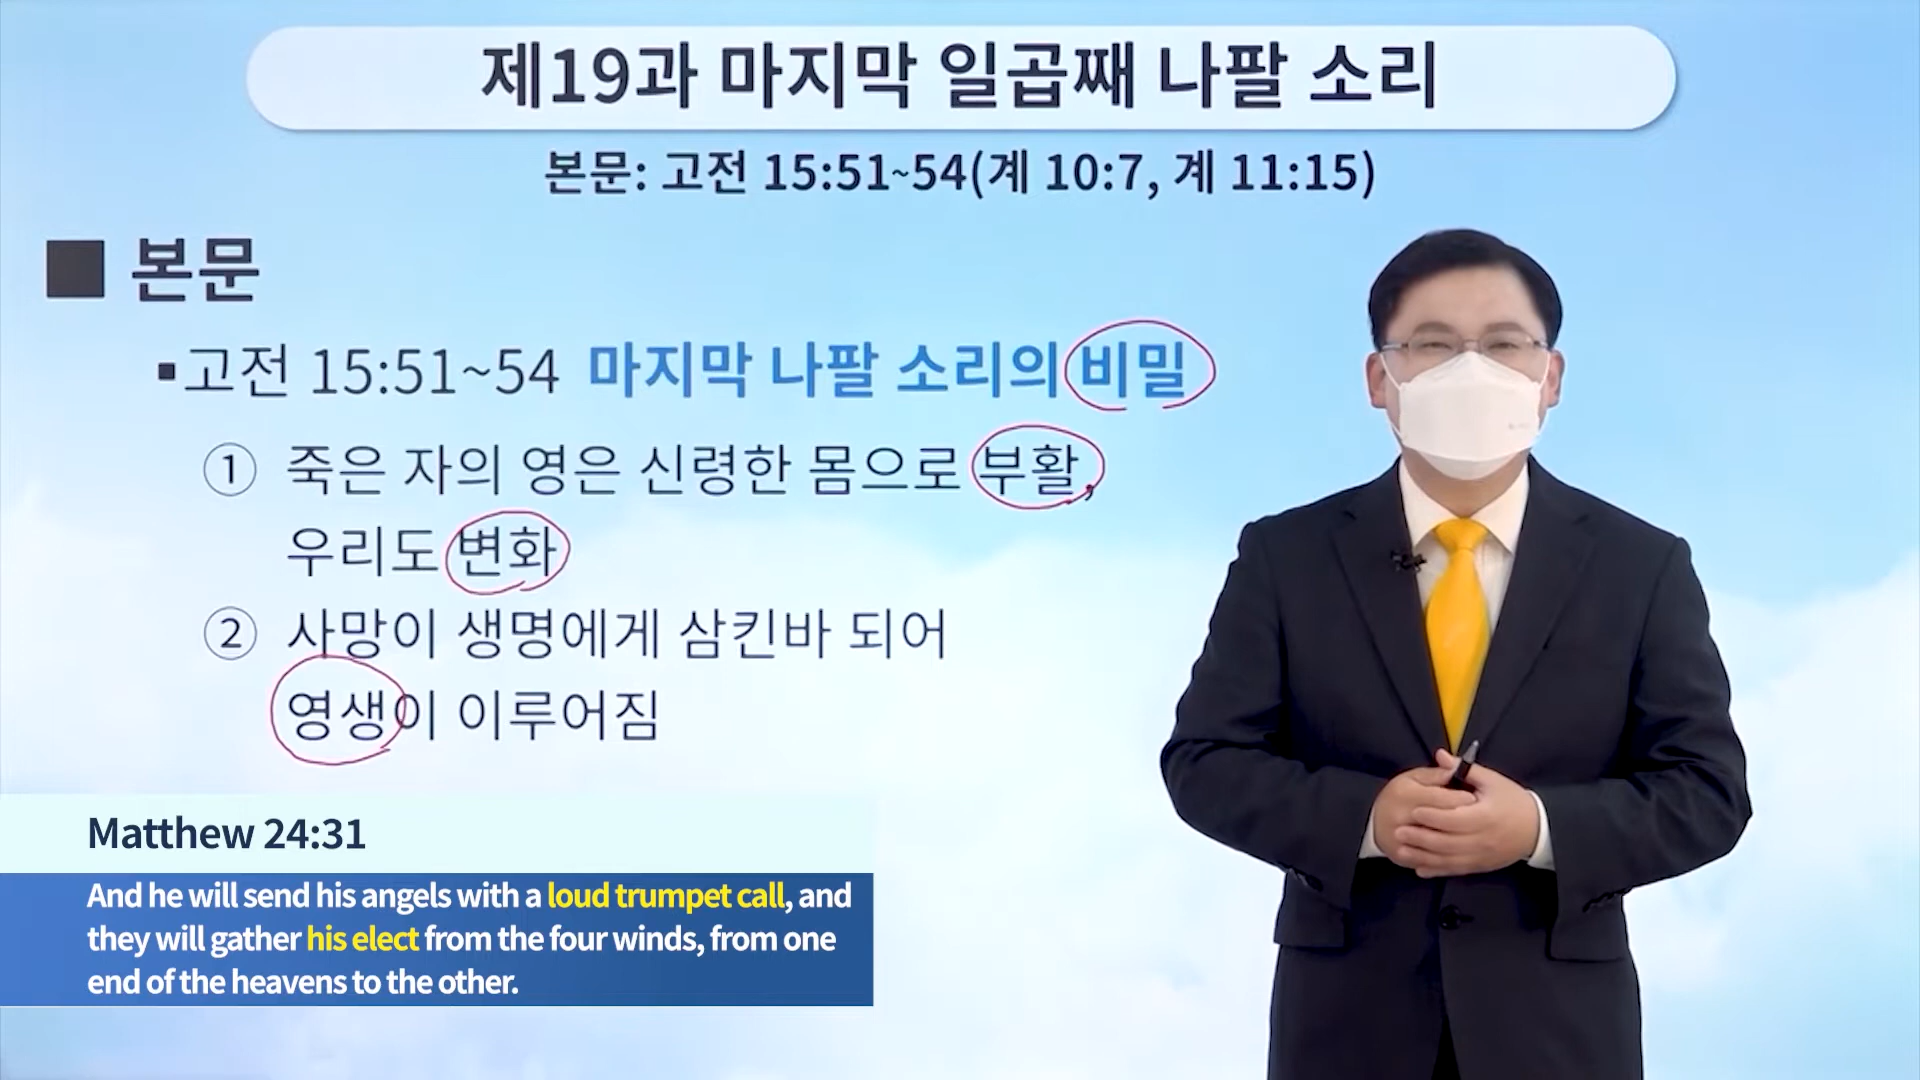 제19과 마지막 일곱째 나팔 소리
본문: 고전 15:51~54(계 10:7, 계 11:15)
■ 본문
▪고전 15:51~54 마지막 나팔 소리의 비밀
① 죽은 자의 영은 신령한 몸으로 부활,
우리도 변화
② 사망이 생명에게 삼킨바 되어
영생이 이루어짐
Matthew 24:31
And he will send his angels with a loud trumpet call, and
they will gather his elect from the four winds, from one
end of the heavens to the other.